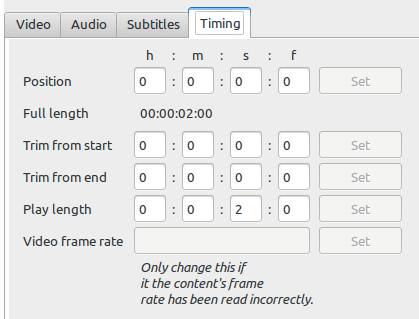 Video Audio Subtitles Timing
h : m : s : f
Position 0 : 0 : 0 : 0 Set
Full length 00:00:02:00
Trim from start 0 : 0 : 0 : 0 Set
Trim from end 0 : 0 : 0 : 0 Set
Play length 0 : 0 : 2 : 0 Set
Video frame rate Set
Only change this if
it the content's frame
rate has been read incorrectly.